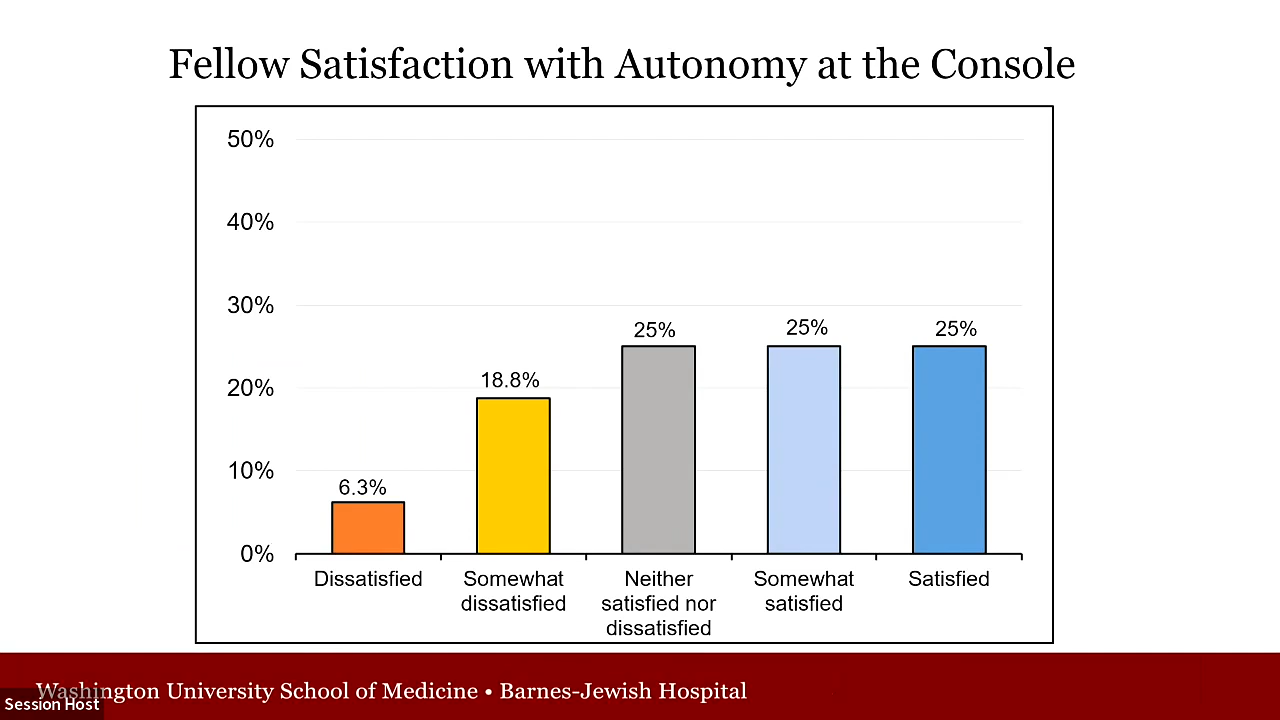 Fellow Satisfaction with Autonomy at the Console
50%
40%
30%
20%
10%
0%
6.3%
18.8%
25%
25%
25%
Dissatisfied
Somewhat
dissatisfied
Neither
satisfied nor
dissatisfied
Somewhat
satisfied
Satisfied
Washington University School of Medicine • Barnes-Jewish Hospital
Session Host